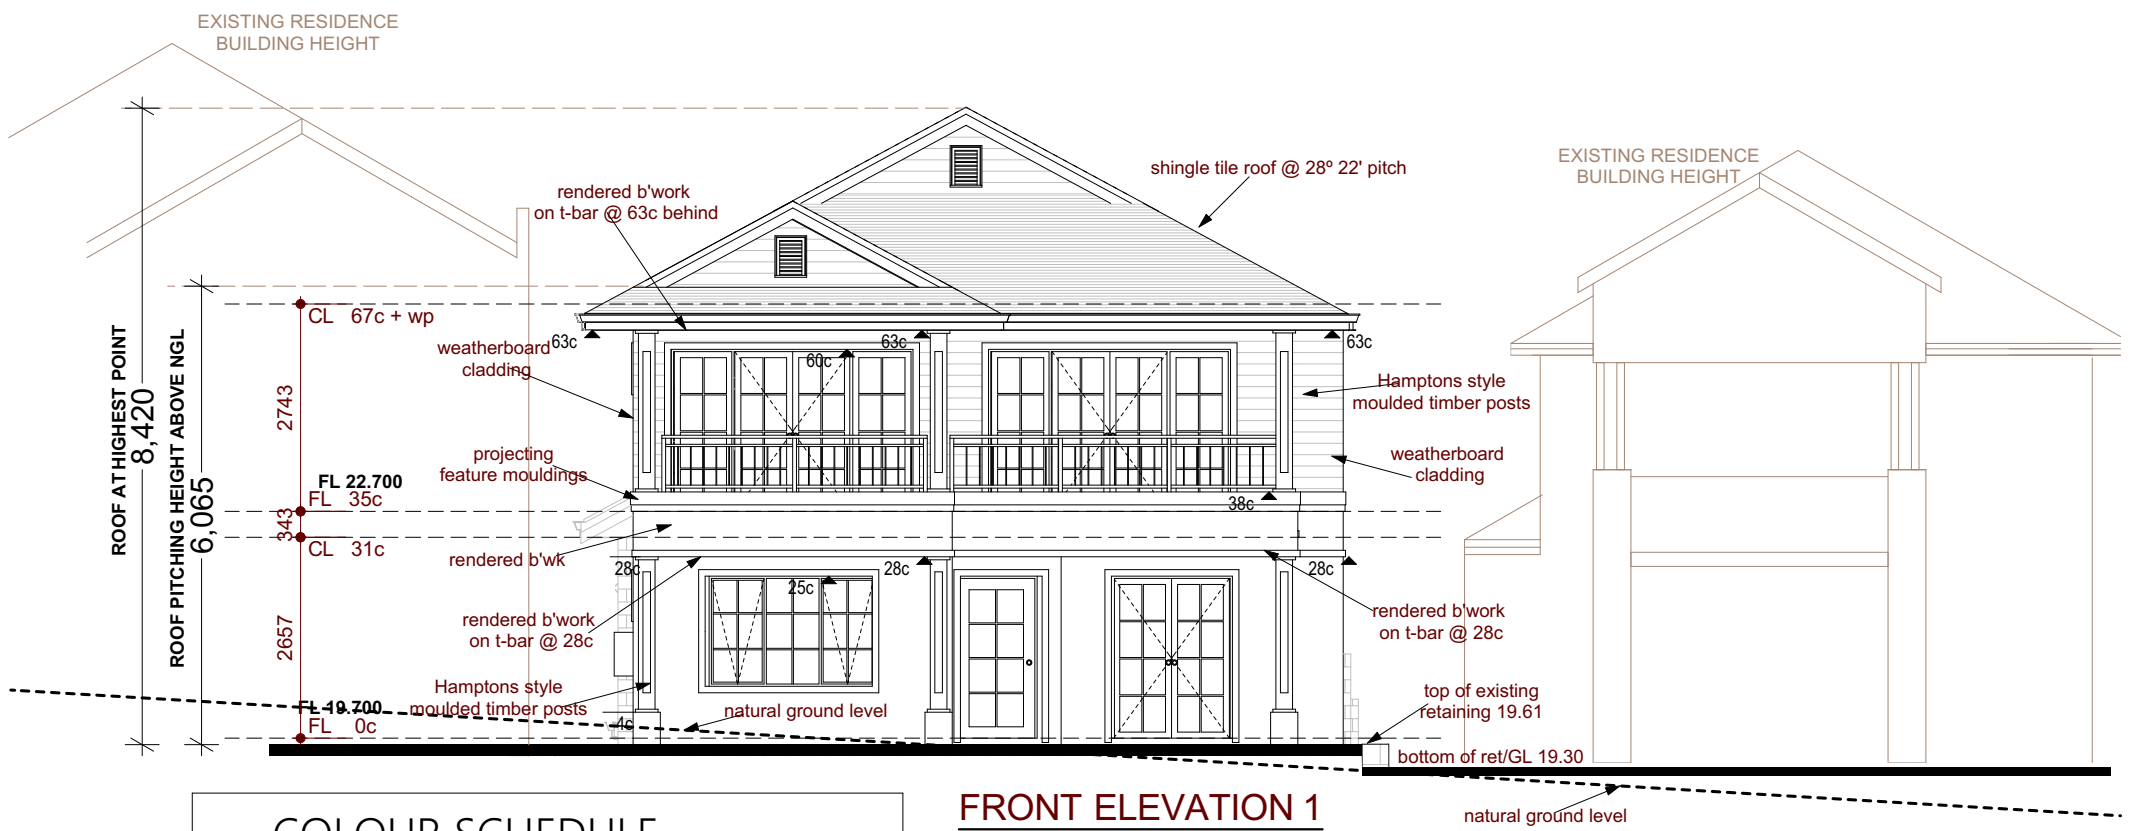 EXISTING RESIDENCE
BUILDING HEIGHT
EXISTING RESIDENCE
BUILDING HEIGHT
shingle tile roof @ 28º 22' pitch
rendered b'work
on t-bar @ 63c behind
ROOF AT HIGHEST POINT
8,420
ROOF PITCHING HEIGHT ABOVE NGL
6,065
CL 67c + wp
2743
FL 22.700
FL 35c
343
CL 31c
2657
FL 19.700
FL 0c
63c
63c
63c
60c
weatherboard
cladding
Hamptons style
moulded timber posts
projecting
feature mouldings
weatherboard
cladding
38c
rendered b'wk
28c
28c
28c
25c
rendered b'work
on t-bar @ 28c
rendered b'work
on t-bar @ 28c
Hamptons style
moulded timber posts
4c
natural ground level
top of existing
retaining 19.61
bottom of ret/GL 19.30
natural ground level
FRONT ELEVATION 1
COLOUR SCHEDULE